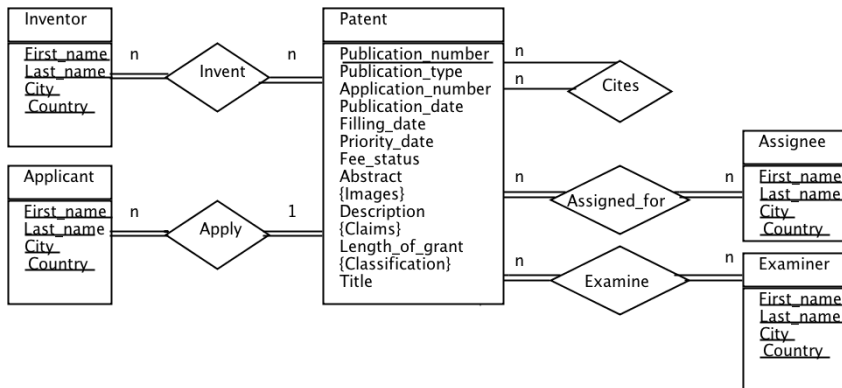 Inventor
First_name
Last_name
City
Country
n
Invent
n
Patent
Publication_number
Publication_type
Application_number
Publication_date
Filling_date
Priority_date
Fee_status
Abstract
{Images}
Description
{Claims}
Length_of_grant
{Classification}
Title
n
n
Cites
Applicant
First_name
Last_name
City
Country
n
Apply
1
n
Assigned_for
n
Assignee
First_name
Last_name
City
Country
n
Examine
n
Examiner
First_name
Last_name
City
Country